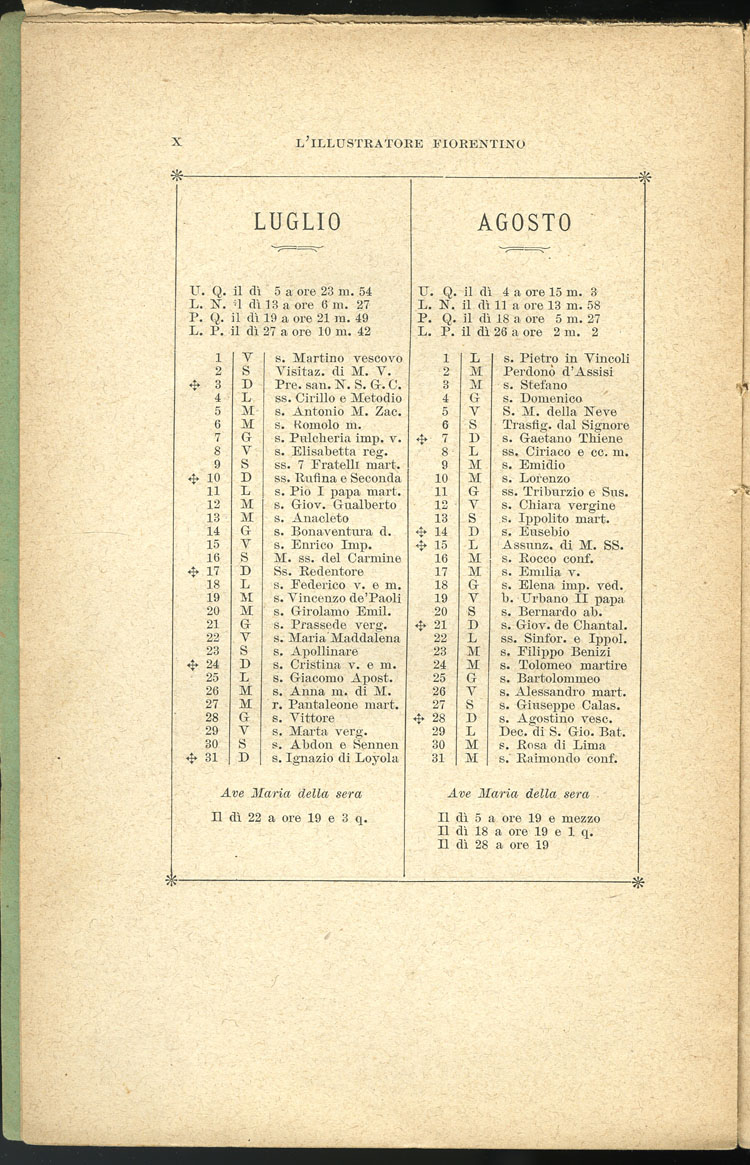 X L'ILLUSTRATORE FIORENTINO
LUGLIO
U. Q. il dì 5 a ore 23 m. 54
L. N. il dì 13 a ore 6 m. 27
P. Q. il dì 19 a ore 21 m. 49
L. P. il dì 27 a ore 10 m. 42
1 V s. Martino vescovo
2 S Visitaz. di M. V.
✣ 3 D Pre. san. N. S. G. C.
4 L ss. Cirillo e Metodio
5 M s. Antonio M. Zac.
6 M s. Romolo m.
7 G s. Pulcheria imp. v.
8 V s. Elisabetta reg.
9 S ss. 7 Fratelli mart.
✣ 10 D ss. Rufina e Seconda
11 L s. Pio I papa mart.
12 M s. Giov. Gualberto
13 M s. Anacleto
14 G s. Bonaventura d.
15 V s. Enrico Imp.
16 S M. ss. del Carmine
✣ 17 D Ss. Redentore
18 L s. Federico v. e m.
19 M s. Vincenzo de'Paoli
20 M s. Girolamo Emil.
21 G s. Prassede verg.
22 V s. Maria Maddalena
23 S s. Apollinare
✣ 24 D s. Cristina v. e m.
25 L s. Giacomo Apost.
26 M s. Anna m. di M.
27 M r. Pantaleone mart.
28 G s. Vittore
29 V s. Marta verg.
30 S s. Abdon e Sennen
✣ 31 D s. Ignazio di Loyola
Ave Maria della sera
Il dì 22 a ore 19 e 3 q.
AGOSTO
U. Q. il dì 4 a ore 15 m. 3
L. N. il dì 11 a ore 13 m. 58
P. Q. il dì 18 a ore 5 m. 27
L. P. il dì 26 a ore 2 m. 2
1 L s. Pietro in Vincoli
2 M Perdonò d'Assisi
3 M s. Stefano
4 G s. Domenico
5 V S. M. della Neve
6 S Trasfig. dal Signore
✣ 7 D s. Gaetano Thiene
8 L ss. Ciriaco e cc. m.
9 M s. Emidio
10 M s. Lorenzo
11 G ss. Triburzio e Sus.
12 V s. Chiara vergine
13 S s. Ippolito mart.
✣ 14 D s. Eusebio
✣ 15 L Assunz. di M. SS.
16 M s. Rocco conf.
17 M s. Emilia v.
18 G s. Elena imp. ved.
19 V b. Urbano II papa
20 S s. Bernardo ab.
✣ 21 D s. Giov. de Chantal.
22 L ss. Sinfor. e Ippol.
23 M s. Filippo Benizi
24 M s. Tolomeo martire
25 G s. Bartolommeo
26 V s. Alessandro mart.
27 S s. Giuseppe Calas.
✣ 28 D s. Agostino vesc.
29 L Dec. di S. Gio. Bat.
30 M s. Rosa di Lima
31 M s. Raimondo conf.
Ave Maria della sera
Il dì 5 a ore 19 e mezzo
Il dì 18 a ore 19 e 1 q.
Il dì 28 a ore 19